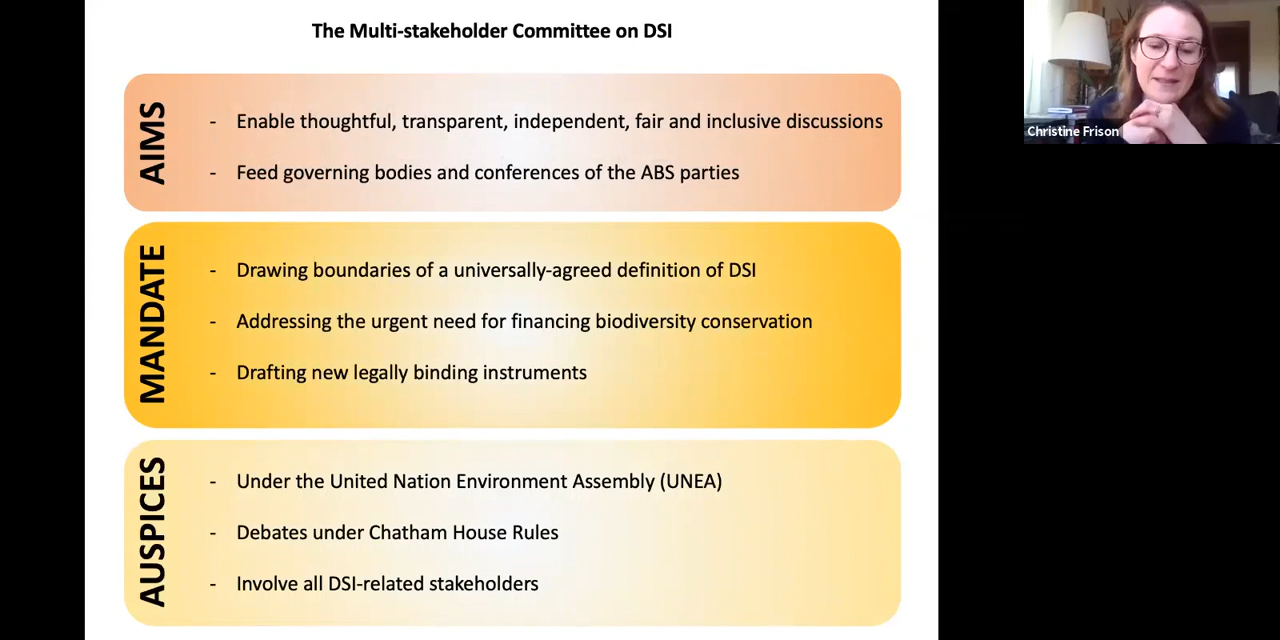 The Multi-stakeholder Committee on DSI
AIMS
- Enable thoughtful, transparent, independent, fair and inclusive discussions
- Feed governing bodies and conferences of the ABS parties
MANDATE
- Drawing boundaries of a universally-agreed definition of DSI
- Addressing the urgent need for financing biodiversity conservation
- Drafting new legally binding instruments
AUSPICES
- Under the United Nation Environment Assembly (UNEA)
- Debates under Chatham House Rules
- Involve all DSI-related stakeholders
Christine Frison